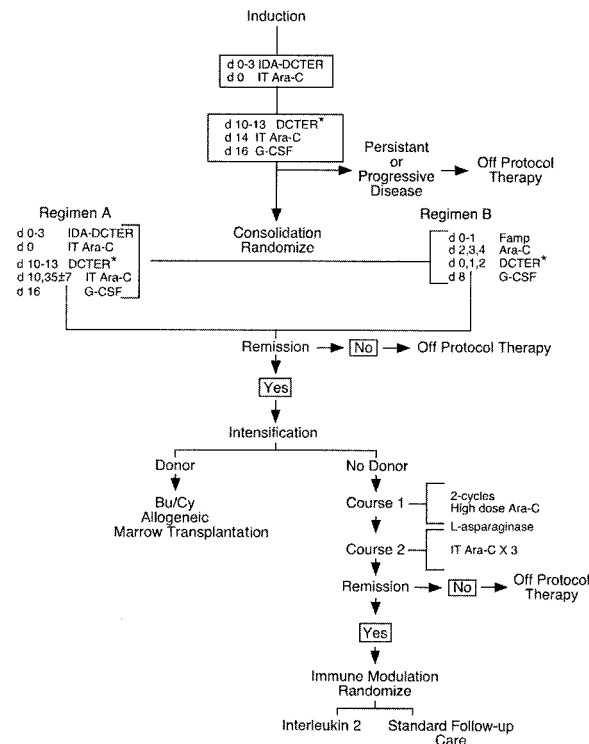 Induction
d 0-3 IDA-DCTER
d 0 IT Ara-C
d 10-13 DCTER*
d 14 IT Ara-C
d 16 G-CSF
Persistant
or
Progressive
Disease
Off Protocol
Therapy
Regimen A
d 0-3 IDA-DCTER
d 0 IT Ara-C
d 10-13 DCTER*
d 10,35±7 IT Ara-C
d 16 G-CSF
Consolidation
Randomize
Regimen B
d 0-1 Famp
d 2,3,4 Ara-C
d 0,1,2 DCTER*
d 8 G-CSF
Remission
No
Off Protocol Therapy
Yes
Intensification
Donor
No Donor
Bu/Cy
Allogeneic
Marrow Transplantation
Course 1
2-cycles
High dose Ara-C
L-asparaginase
Course 2
IT Ara-C X 3
Remission
No
Off Protocol
Therapy
Yes
Immune Modulation
Randomize
Interleukin 2
Standard Follow-up
Care